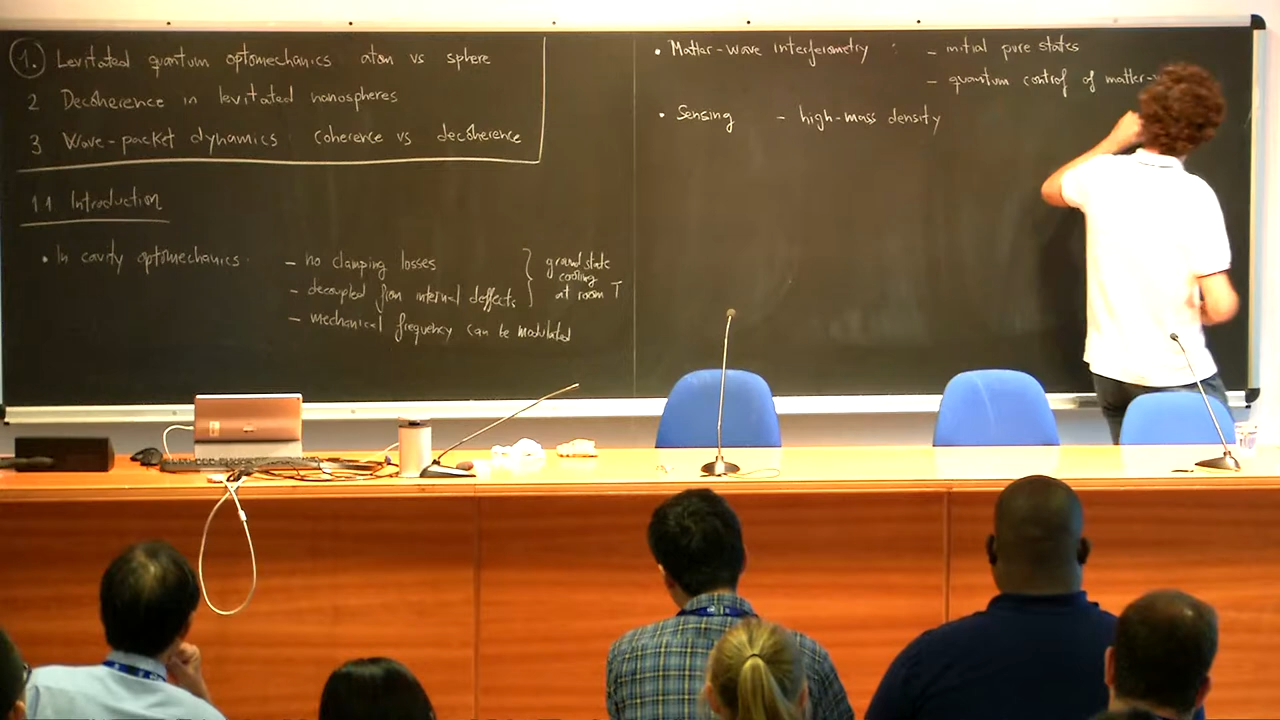 1. Levitated quantum optomechanics atom vs sphere
2 Decoherence in levitated nanospheres
3 Wave-packet dynamics coherence vs decoherence
1.1 Introduction
• In cavity optomechanics - no clamping losses
- decoupled from internal deffects } ground state cooling at room T
- mechanical frequency can be modulated
• Matter-wave interferometry : - initial pure states
- quantum control of matter-
• Sensing - high-mass density